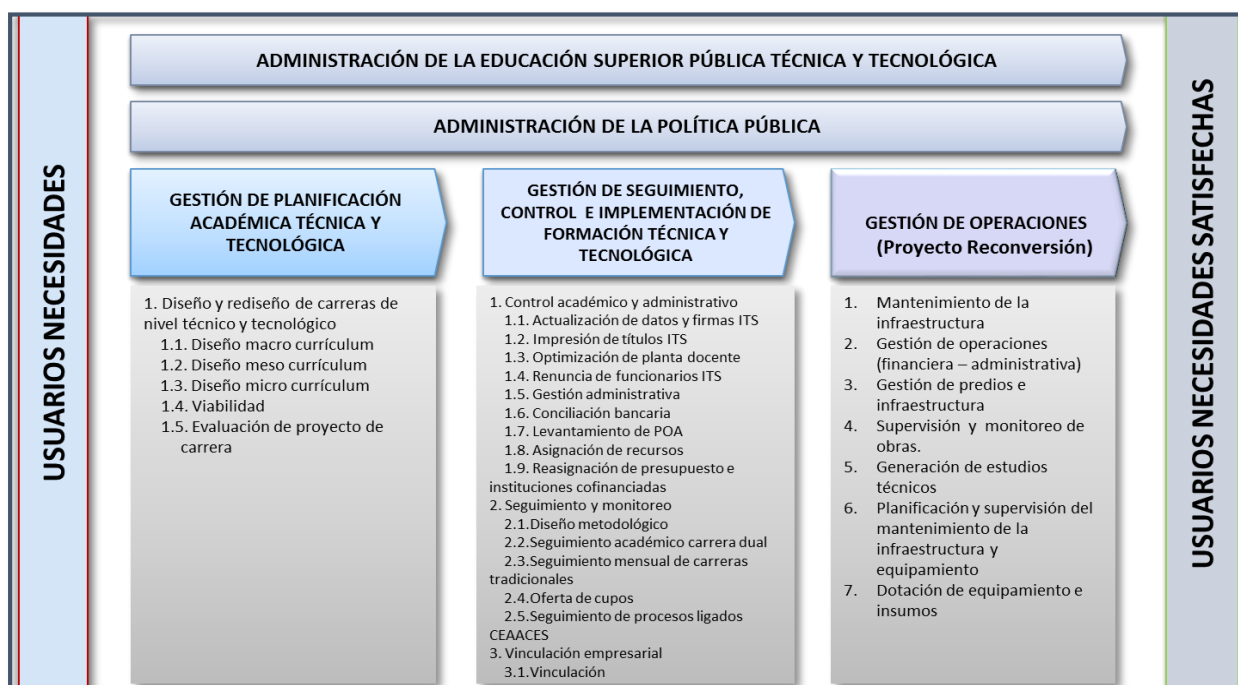 USUARIOS NECESIDADES
ADMINISTRACIÓN DE LA EDUCACIÓN SUPERIOR PÚBLICA TÉCNICA Y TECNOLÓGICA
ADMINISTRACIÓN DE LA POLÍTICA PÚBLICA
GESTIÓN DE PLANIFICACIÓN
ACADÉMICA TÉCNICA Y
TECNOLÓGICA
1. Diseño y rediseño de carreras de
nivel técnico y tecnológico
1.1. Diseño macro currículum
1.2. Diseño meso currículum
1.3. Diseño micro currículum
1.4. Viabilidad
1.5. Evaluación de proyecto de
carrera
GESTIÓN DE SEGUIMIENTO,
CONTROL E IMPLEMENTACIÓN DE
FORMACIÓN TÉCNICA Y
TECNOLÓGICA
1. Control académico y administrativo
1.1. Actualización de datos y firmas ITS
1.2. Impresión de títulos ITS
1.3. Optimización de planta docente
1.4. Renuncia de funcionarios ITS
1.5. Gestión administrativa
1.6. Conciliación bancaria
1.7. Levantamiento de POA
1.8. Asignación de recursos
1.9. Reasignación de presupuesto e
instituciones cofinanciadas
2. Seguimiento y monitoreo
2.1.Diseño metodológico
2.2.Seguimiento académico carrera dual
2.3.Seguimiento mensual de carreras
tradicionales
2.4.Oferta de cupos
2.5.Seguimiento de procesos ligados
CEAACES
3. Vinculación empresarial
3.1.Vinculación
GESTIÓN DE OPERACIONES
(Proyecto Reconversión)
1. Mantenimiento de la
infraestructura
2. Gestión de operaciones
(financiera – administrativa)
3. Gestión de predios e
infraestructura
4. Supervisión y monitoreo de
obras.
5. Generación de estudios
técnicos
6. Planificación y supervisión del
mantenimiento de la
infraestructura y
equipamiento
7. Dotación de equipamiento e
insumos
USUARIOS NECESIDADES SATISFECHAS